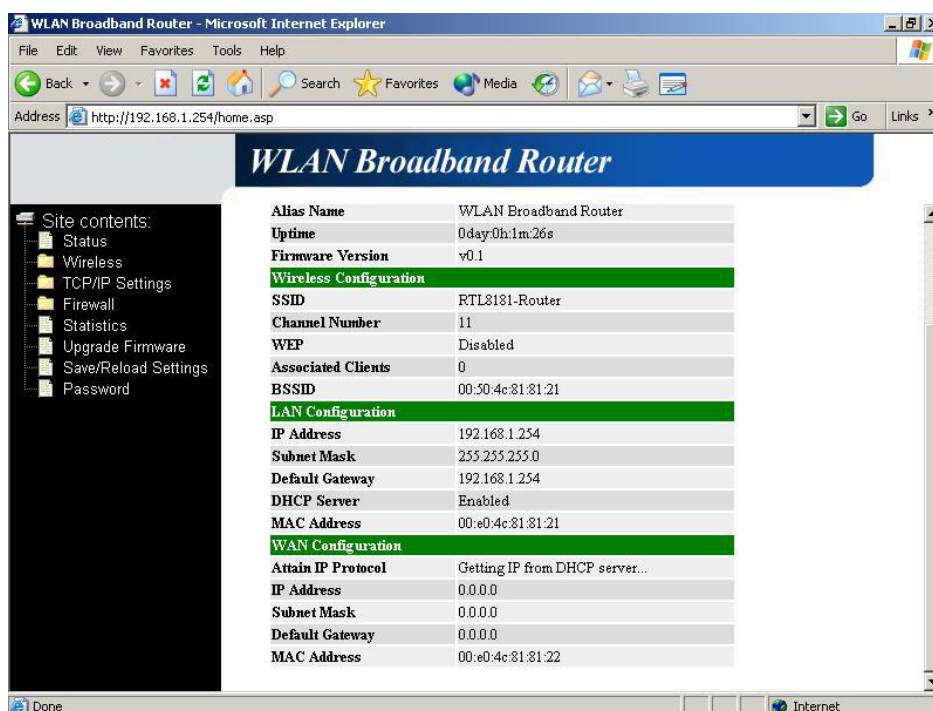 WLAN Broadband Router - Microsoft Internet Explorer
File Edit View Favorites Tools Help
Back Search Favorites Media
Address http://192.168.1.254/home.asp Go Links
WLAN Broadband Router
Site contents:
Status
Wireless
TCP/IP Settings
Firewall
Statistics
Upgrade Firmware
Save/Reload Settings
Password
Alias Name WLAN Broadband Router
Uptime 0day:0h:1m:26s
Firmware Version v0.1
Wireless Configuration
SSID RTL8181-Router
Channel Number 11
WEP Disabled
Associated Clients 0
BSSID 00:50:4c:81:81:21
LAN Configuration
IP Address 192.168.1.254
Subnet Mask 255.255.255.0
Default Gateway 192.168.1.254
DHCP Server Enabled
MAC Address 00:e0:4c:81:81:21
WAN Configuration
Attain IP Protocol Getting IP from DHCP server...
IP Address 0.0.0.0
Subnet Mask 0.0.0.0
Default Gateway 0.0.0.0
MAC Address 00:e0:4c:81:81:22
Done Internet